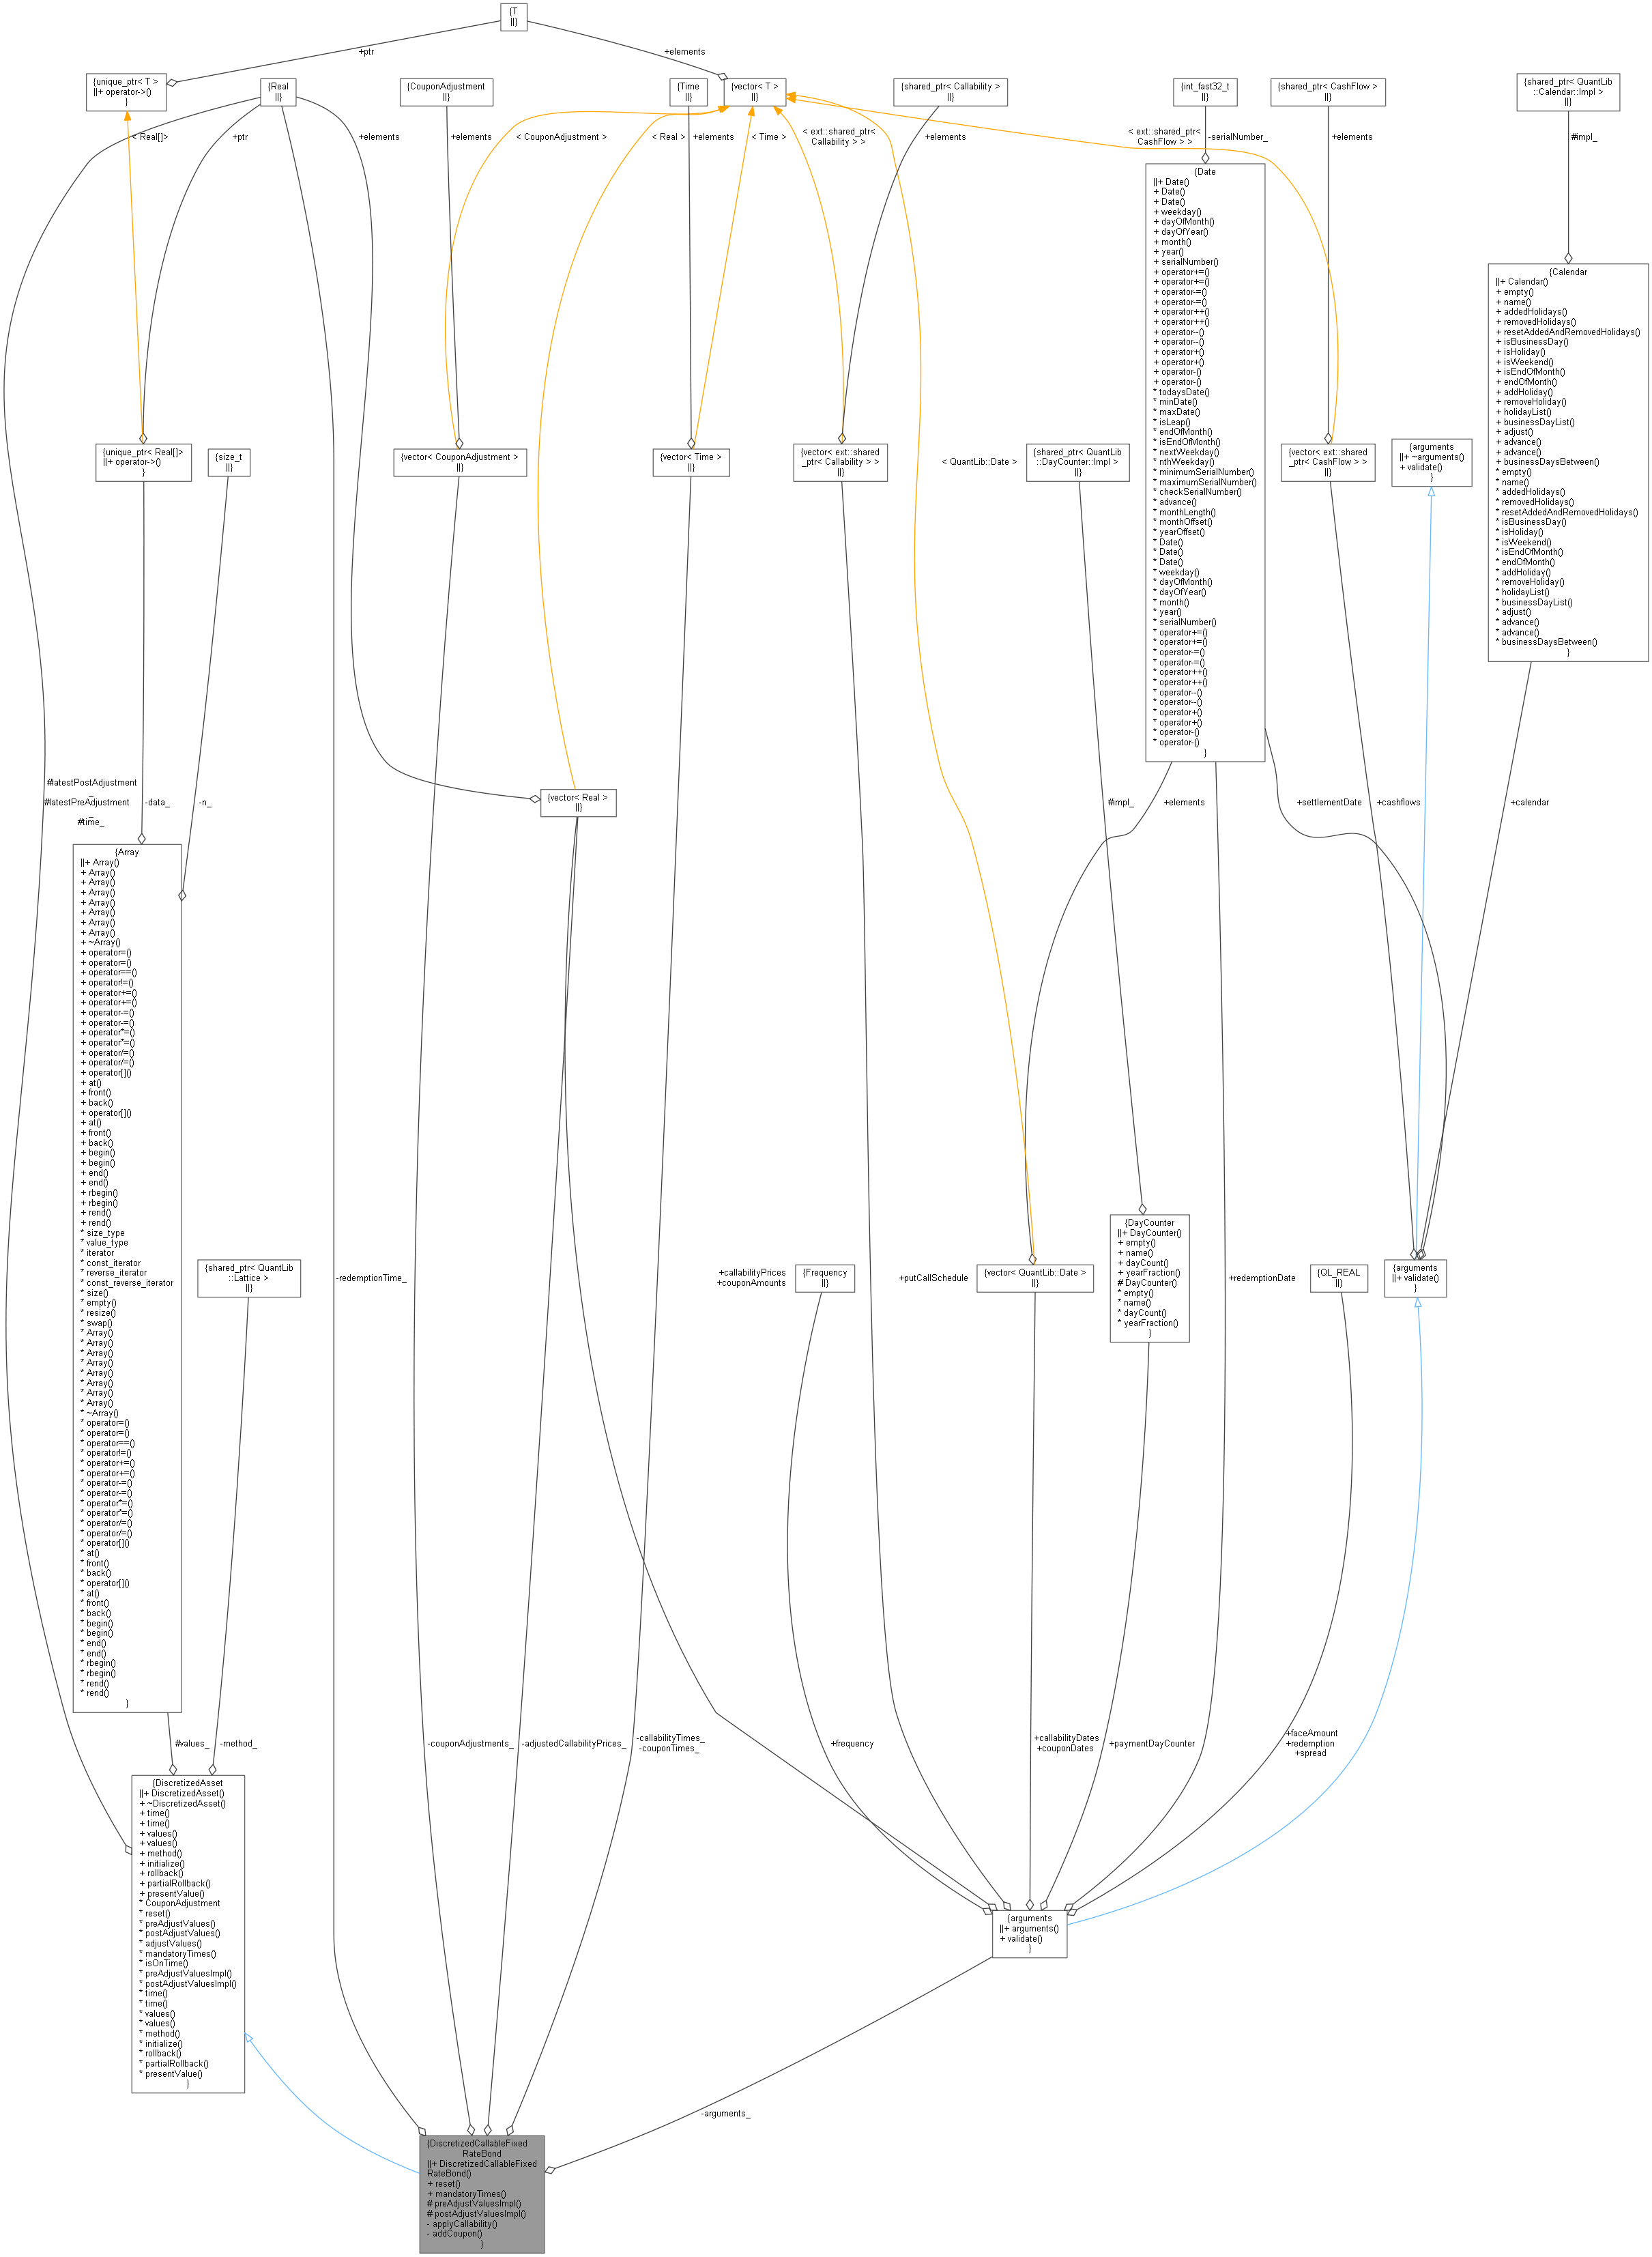 {T
||}
+ptr
+elements
{unique_ptr< T >
||+ operator->()
}
{Real
||}
{CouponAdjustment
||}
{Time
||}
{vector< T >
||}
{shared_ptr< Callability >
||}
{int_fast32_t
||}
{shared_ptr< CashFlow >
||}
{shared_ptr< QuantLib
::Calendar::Impl >
||}
< Real[]>
+ptr
+elements
+elements
< CouponAdjustment >
< Real >
+elements
< Time >
< ext::shared_ptr<
Callability > >
+elements
< ext::shared_ptr<
CashFlow > >
-serialNumber_
+elements
#impl_
{Date
||+ Date()
+ Date()
+ Date()
+ weekday()
+ dayOfMonth()
+ dayOfYear()
+ month()
+ year()
+ serialNumber()
+ operator+=()
+ operator+=()
+ operator-=()
+ operator-=()
+ operator++()
+ operator++()
+ operator--()
+ operator--()
+ operator+()
+ operator+()
+ operator-()
+ operator-()
* todaysDate()
* minDate()
* maxDate()
* isLeap()
* endOfMonth()
* isEndOfMonth()
* nextWeekday()
* nthWeekday()
* minimumSerialNumber()
* maximumSerialNumber()
* checkSerialNumber()
* advance()
* monthLength()
* monthOffset()
* yearOffset()
* Date()
* Date()
* Date()
* weekday()
* dayOfMonth()
* dayOfYear()
* month()
* year()
* serialNumber()
* operator+=()
* operator+=()
* operator-=()
* operator-=()
* operator++()
* operator++()
* operator--()
* operator--()
* operator+()
* operator+()
* operator-()
* operator-()
}
{Calendar
||+ Calendar()
+ empty()
+ name()
+ addedHolidays()
+ removedHolidays()
+ resetAddedAndRemovedHolidays()
+ isBusinessDay()
+ isHoliday()
+ isWeekend()
+ isEndOfMonth()
+ endOfMonth()
+ addHoliday()
+ removeHoliday()
+ holidayList()
+ businessDayList()
+ adjust()
+ advance()
+ advance()
+ businessDaysBetween()
* empty()
* name()
* addedHolidays()
* removedHolidays()
* resetAddedAndRemovedHolidays()
* isBusinessDay()
* isHoliday()
* isWeekend()
* isEndOfMonth()
* endOfMonth()
* addHoliday()
* removeHoliday()
* holidayList()
* businessDayList()
* adjust()
* advance()
* advance()
* businessDaysBetween()
}
{unique_ptr< Real[]>
||+ operator->()
}
{size_t
||}
{vector< CouponAdjustment >
||}
{vector< Time >
||}
{vector< ext::shared
_ptr< Callability > >
||}
< QuantLib::Date >
{shared_ptr< QuantLib
::DayCounter::Impl >
||}
{vector< ext::shared
_ptr< CashFlow > >
||}
{arguments
||+ ~arguments()
+ validate()
}
#latestPostAdjustment
_
#latestPreAdjustment
_
#time_
-data_
-n_
{vector< Real >
||}
#impl_
+elements
+settlementDate
+cashflows
+calendar
{Array
||+ Array()
+ Array()
+ Array()
+ Array()
+ Array()
+ Array()
+ Array()
+ Array()
+ ~Array()
+ operator=()
+ operator=()
+ operator==()
+ operator!=()
+ operator+=()
+ operator+=()
+ operator-=()
+ operator-=()
+ operator*=()
+ operator*=()
+ operator/=()
+ operator/=()
+ operator[]()
+ at()
+ front()
+ back()
+ operator[]()
+ at()
+ front()
+ back()
+ begin()
+ begin()
+ end()
+ end()
+ rbegin()
+ rbegin()
+ rend()
+ rend()
* size_type
* value_type
* iterator
* const_iterator
* reverse_iterator
* const_reverse_iterator
* size()
* empty()
* resize()
* swap()
* Array()
* Array()
* Array()
* Array()
* Array()
* Array()
* Array()
* Array()
* ~Array()
* operator=()
* operator=()
* operator==()
* operator!=()
* operator+=()
* operator+=()
* operator-=()
* operator-=()
* operator*=()
* operator*=()
* operator/=()
* operator/=()
* operator[]()
* at()
* front()
* back()
* operator[]()
* at()
* front()
* back()
* begin()
* begin()
* end()
* end()
* rbegin()
* rbegin()
* rend()
* rend()
}
{shared_ptr< QuantLib
::Lattice >
||}
-redemptionTime_
+callabilityPrices
+couponAmounts
{Frequency
||}
+putCallSchedule
{vector< QuantLib::Date >
||}
{DayCounter
||+ DayCounter()
+ empty()
+ name()
+ dayCount()
+ yearFraction()
# DayCounter()
* empty()
* name()
* dayCount()
* yearFraction()
}
+redemptionDate
{QL_REAL
||}
{arguments
||+ validate()
}
#values_
-method_
-couponAdjustments_
-adjustedCallabilityPrices_
-callabilityTimes_
-couponTimes_
+frequency
+callabilityDates
+couponDates
+paymentDayCounter
+faceAmount
+redemption
+spread
{DiscretizedAsset
||+ DiscretizedAsset()
+ ~DiscretizedAsset()
+ time()
+ time()
+ values()
+ values()
+ method()
+ initialize()
+ rollback()
+ partialRollback()
+ presentValue()
* CouponAdjustment
* reset()
* preAdjustValues()
* postAdjustValues()
* adjustValues()
* mandatoryTimes()
* isOnTime()
* preAdjustValuesImpl()
* postAdjustValuesImpl()
* time()
* time()
* values()
* values()
* method()
* initialize()
* rollback()
* partialRollback()
* presentValue()
}
{arguments
||+ arguments()
+ validate()
}
-arguments_
{DiscretizedCallableFixed
RateBond
||+ DiscretizedCallableFixed
RateBond()
+ reset()
+ mandatoryTimes()
# preAdjustValuesImpl()
# postAdjustValuesImpl()
- applyCallability()
- addCoupon()
}